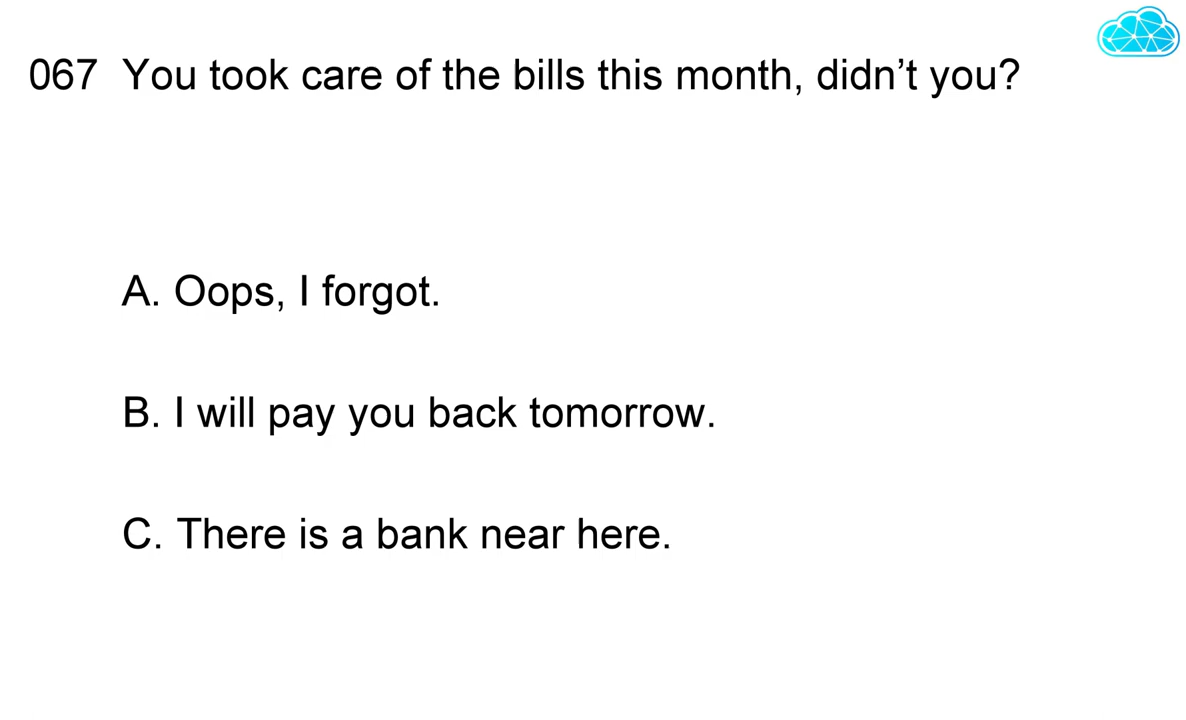 067 You took care of the bills this month, didn’t you?
A. Oops, I forgot.
B. I will pay you back tomorrow.
C. There is a bank near here.